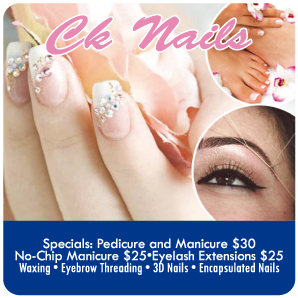 Ck Nails
Specials: Pedicure and Manicure $30
No-Chip Manicure $25•Eyelash Extensions $25
Waxing • Eyebrow Threading • 3D Nails • Encapsulated Nails